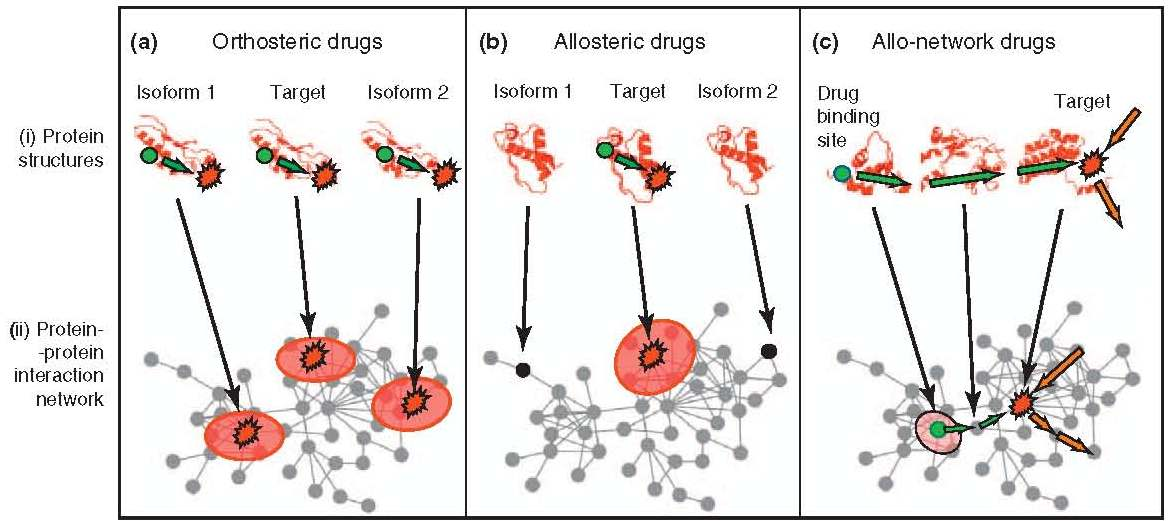 (a) Orthosteric drugs
Isoform 1 Target Isoform 2
(b) Allosteric drugs
Isoform 1 Target Isoform 2
(c) Allo-network drugs
Drug
binding
site
Target
(i) Protein
structures
(ii) Protein-
-protein
interaction
network